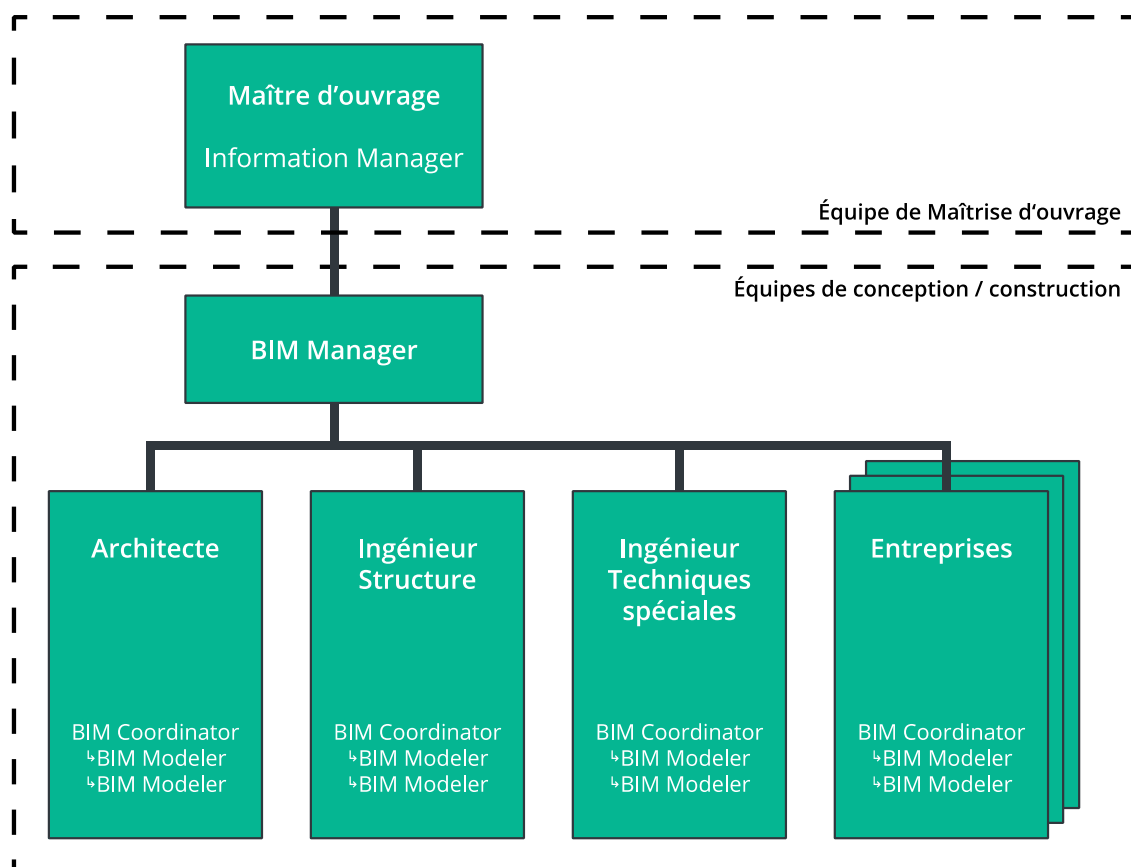 Maître d’ouvrage
Information Manager
Équipe de Maîtrise d‘ouvrage
Équipes de conception / construction
BIM Manager
Architecte
BIM Coordinator
↳BIM Modeler
↳BIM Modeler
Ingénieur
Structure
BIM Coordinator
↳BIM Modeler
↳BIM Modeler
Ingénieur
Techniques
spéciales
BIM Coordinator
↳BIM Modeler
↳BIM Modeler
Entreprises
BIM Coordinator
↳BIM Modeler
↳BIM Modeler